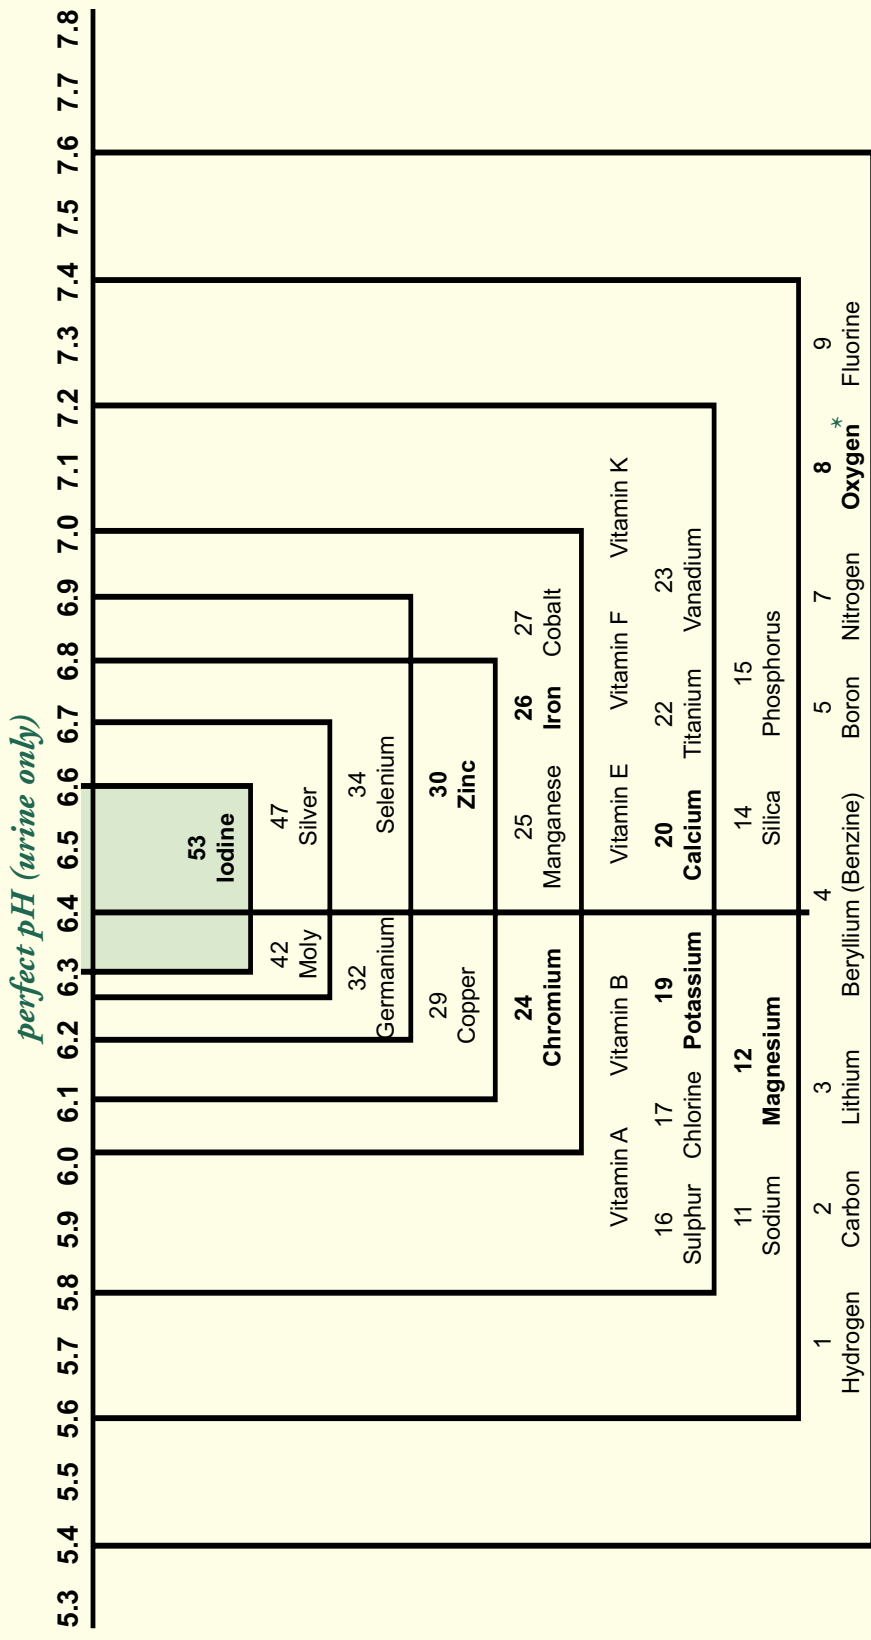 perfect pH (urine only)
5.3 5.4 5.5 5.6 5.7 5.8 5.9 6.0 6.1 6.2 6.3 6.4 6.5 6.6 6.7 6.8 6.9 7.0 7.1 7.2 7.3 7.4 7.5 7.6 7.7 7.8
53
Iodine
42 47
Moly Silver
32 34
Germanium Selenium
29 30
Copper Zinc
24 25 26 27
Chromium Manganese Iron Cobalt
Vitamin A Vitamin B Vitamin E Vitamin F Vitamin K
16 17 19 20 22 23
Sulphur Chlorine Potassium Calcium Titanium Vanadium
11 12 14 15
Sodium Magnesium Silica Phosphorus
1 2 3 4 5 7 8 9
Hydrogen Carbon Lithium Beryllium (Benzine) Boron Nitrogen Oxygen* Fluorine